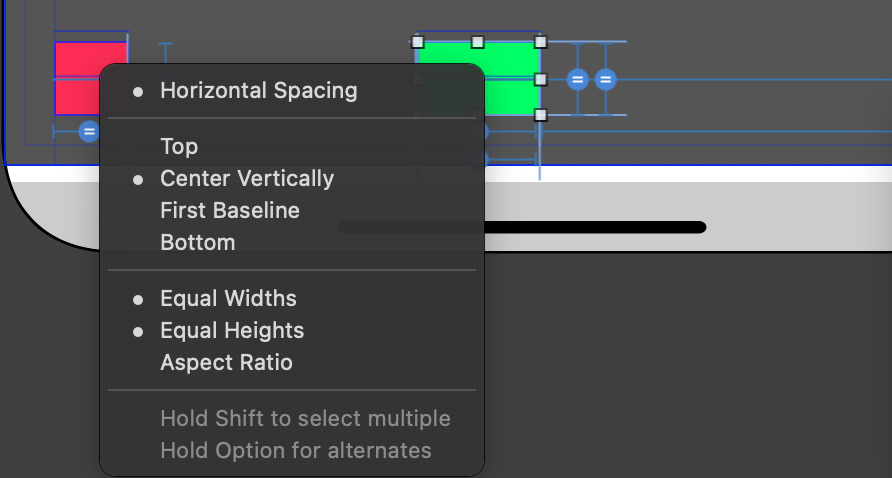 Horizontal Spacing
Top
Center Vertically
First Baseline
Bottom
Equal Widths
Equal Heights
Aspect Ratio
Hold Shift to select multiple
Hold Option for alternates